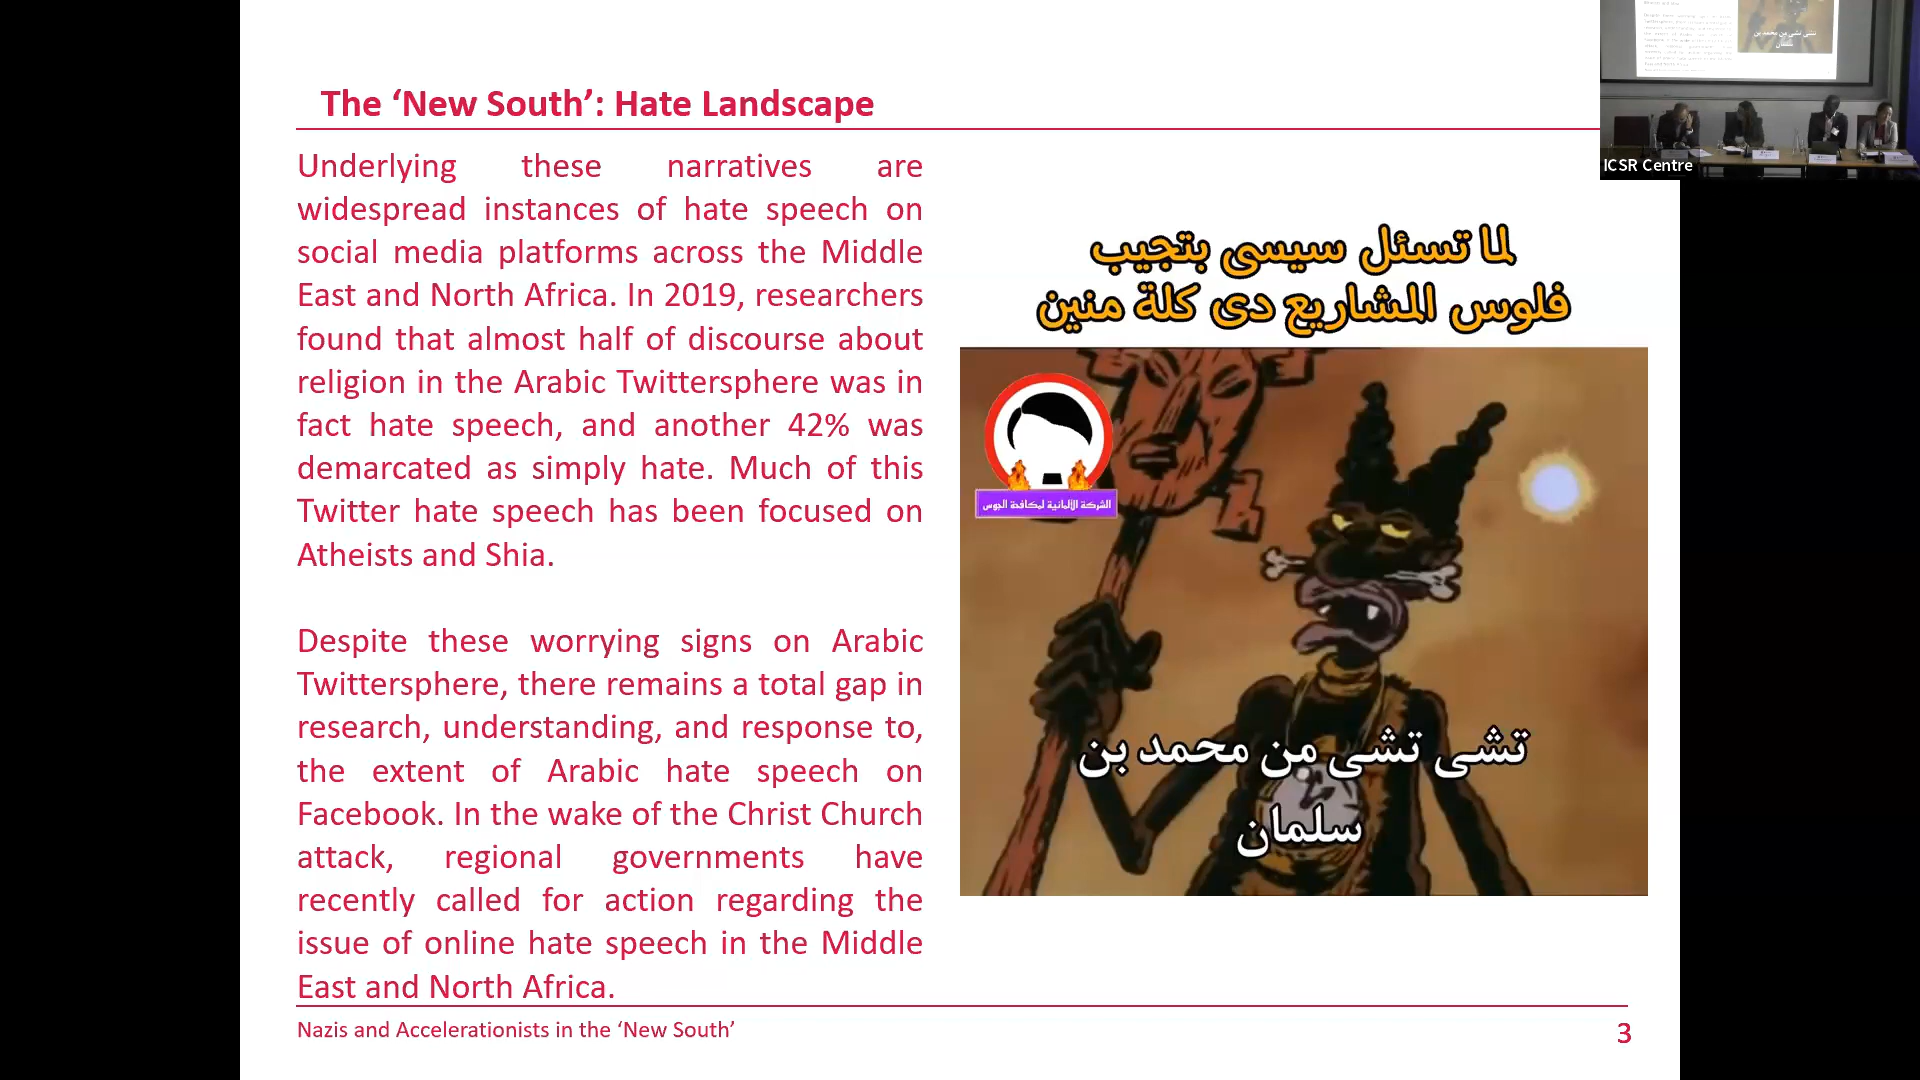 The ‘New South’: Hate Landscape
Underlying these narratives are
widespread instances of hate speech on
social media platforms across the Middle
East and North Africa. In 2019, researchers
found that almost half of discourse about
religion in the Arabic Twittersphere was in
fact hate speech, and another 42% was
demarcated as simply hate. Much of this
Twitter hate speech has been focused on
Atheists and Shia.
Despite these worrying signs on Arabic
Twittersphere, there remains a total gap in
research, understanding, and response to,
the extent of Arabic hate speech on
Facebook. In the wake of the Christ Church
attack, regional governments have
recently called for action regarding the
issue of online hate speech in the Middle
East and North Africa.
لما تسئل سيسى بتجيب
فلوس المشاريع دى كلة منين
الشركة الألمانية لمكافحة الجوس
تشى تشى من محمد بن
سلمان
Nazis and Accelerationists in the ‘New South’
3
ICSR Centre
تشى تشى من محمد بن
سلمان